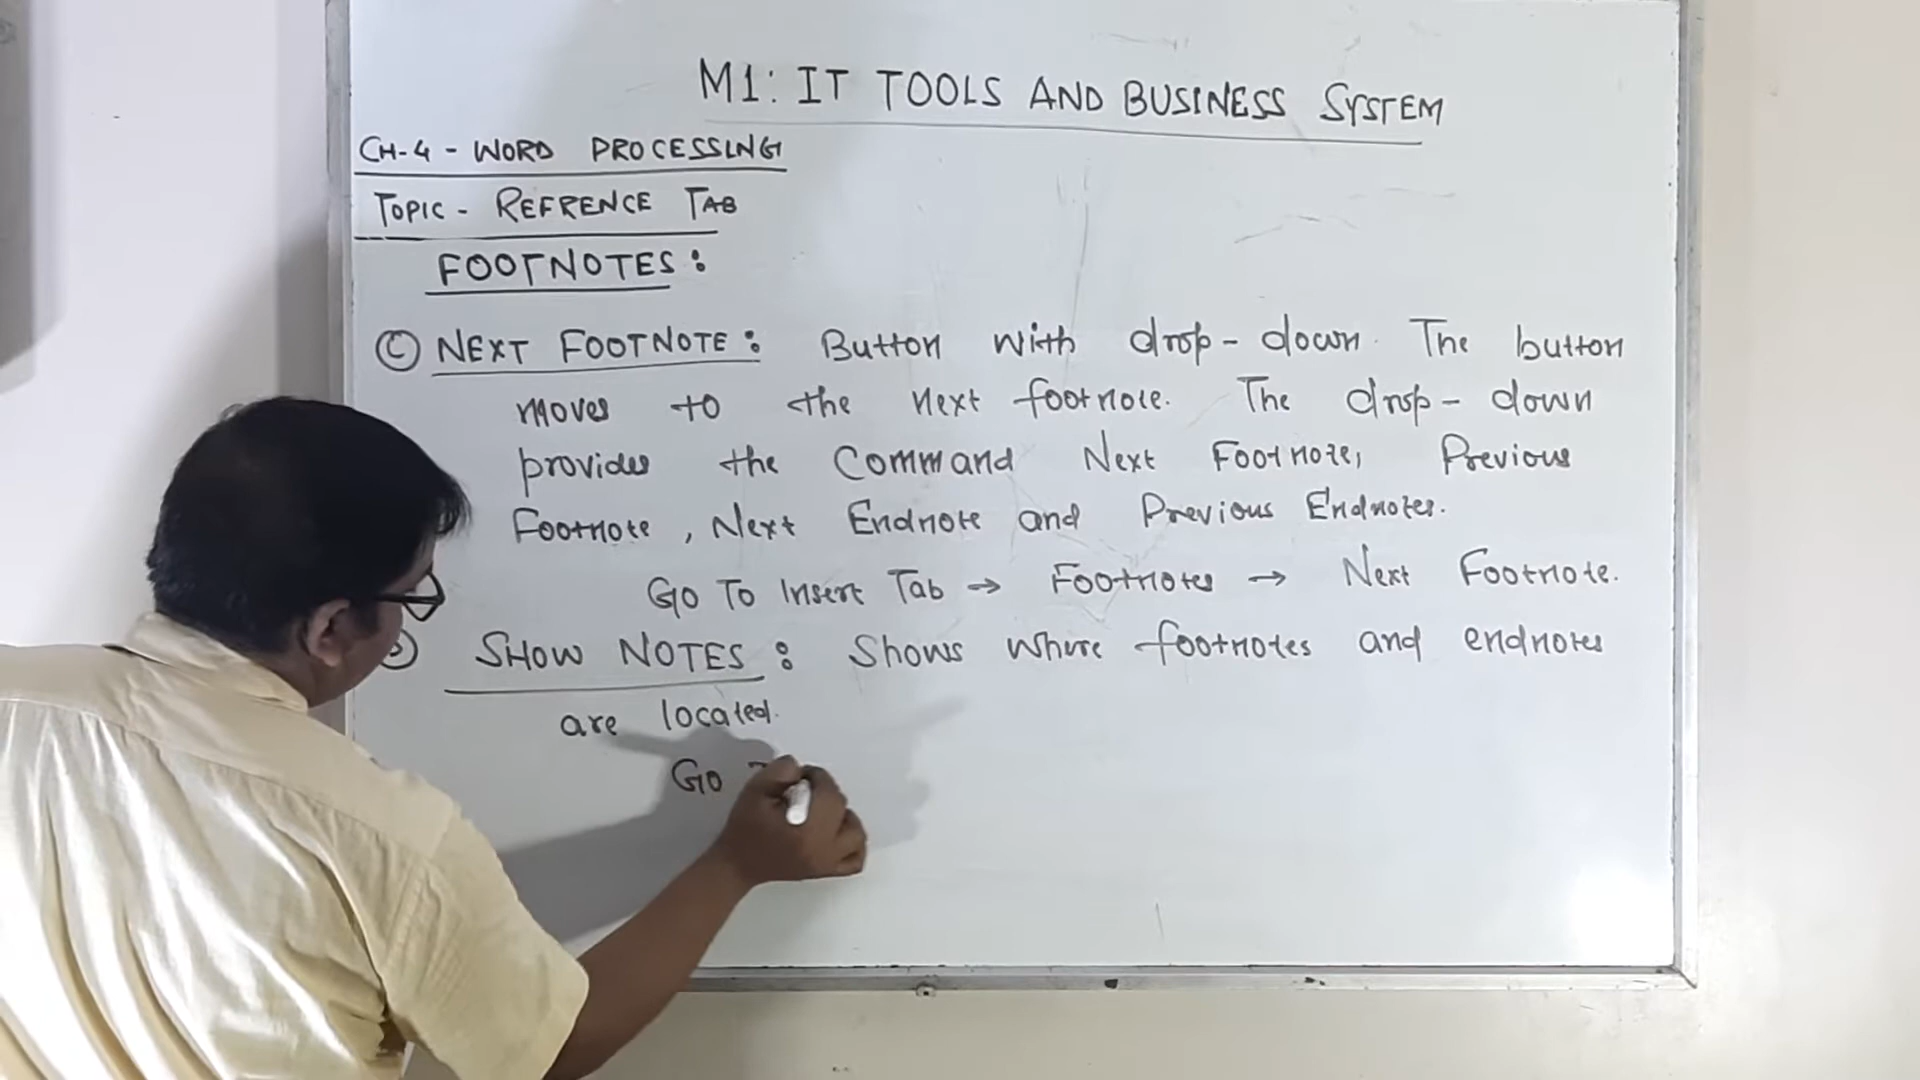 M1: IT TOOLS AND BUSINESS SYSTEM
CH-4 - WORD PROCESSING
TOPIC - REFRENCE TAB
FOOTNOTES:
(C) NEXT FOOTNOTE: Button with drop-down. The button
moves to the next footnote. The drop-down
provides the Command Next Footnote, Previous
Footnote, Next Endnote and Previous Endnotes.
Go To Insert Tab → Footnotes → Next Footnote.
SHOW NOTES: Shows where footnotes and endnotes
are located.
Go